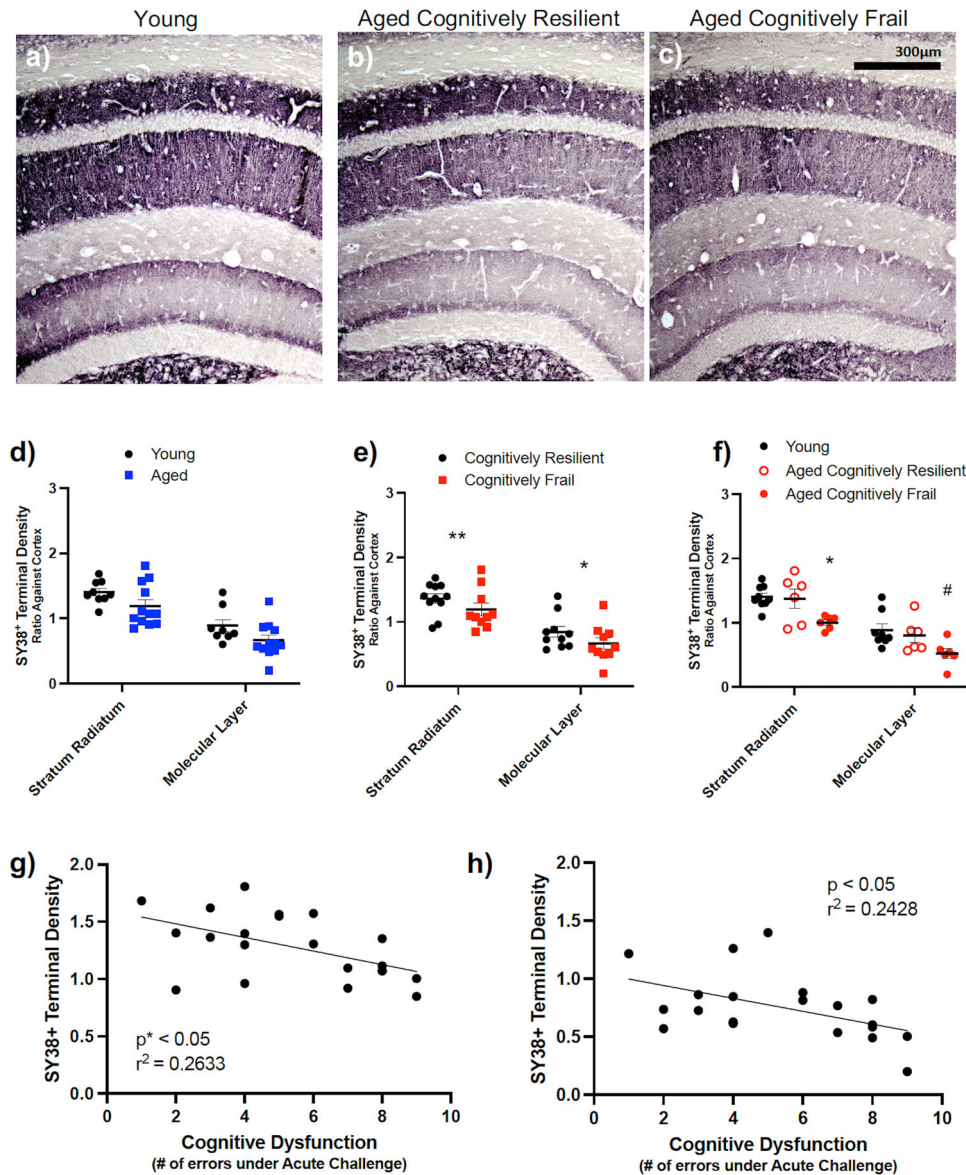 Young
Aged Cognitively Resilient
Aged Cognitively Frail
a)
b)
c)
300µm
d)
Young
Aged
SY38⁺ Terminal Density
Ratio Against Cortex
3
2
1
0
Stratum Radiatum
Molecular Layer
e)
Cognitively Resilient
Cognitively Frail
SY38⁺ Terminal Density
Ratio Against Cortex
3
2
1
0
**
*
Stratum Radiatum
Molecular Layer
f)
Young
Aged Cognitively Resilient
Aged Cognitively Frail
SY38⁺ Terminal Density
Ratio Against Cortex
3
2
1
0
*
#
Stratum Radiatum
Molecular Layer
g)
SY38+ Terminal Density
2.0
1.5
1.0
0.5
0.0
p* < 0.05
r² = 0.2633
0 2 4 6 8 10
Cognitive Dysfunction
(# of errors under Acute Challenge)
h)
SY38+ Terminal Density
2.0
1.5
1.0
0.5
0.0
p < 0.05
r² = 0.2428
0 2 4 6 8 10
Cognitive Dysfunction
(# of errors under Acute Challenge)